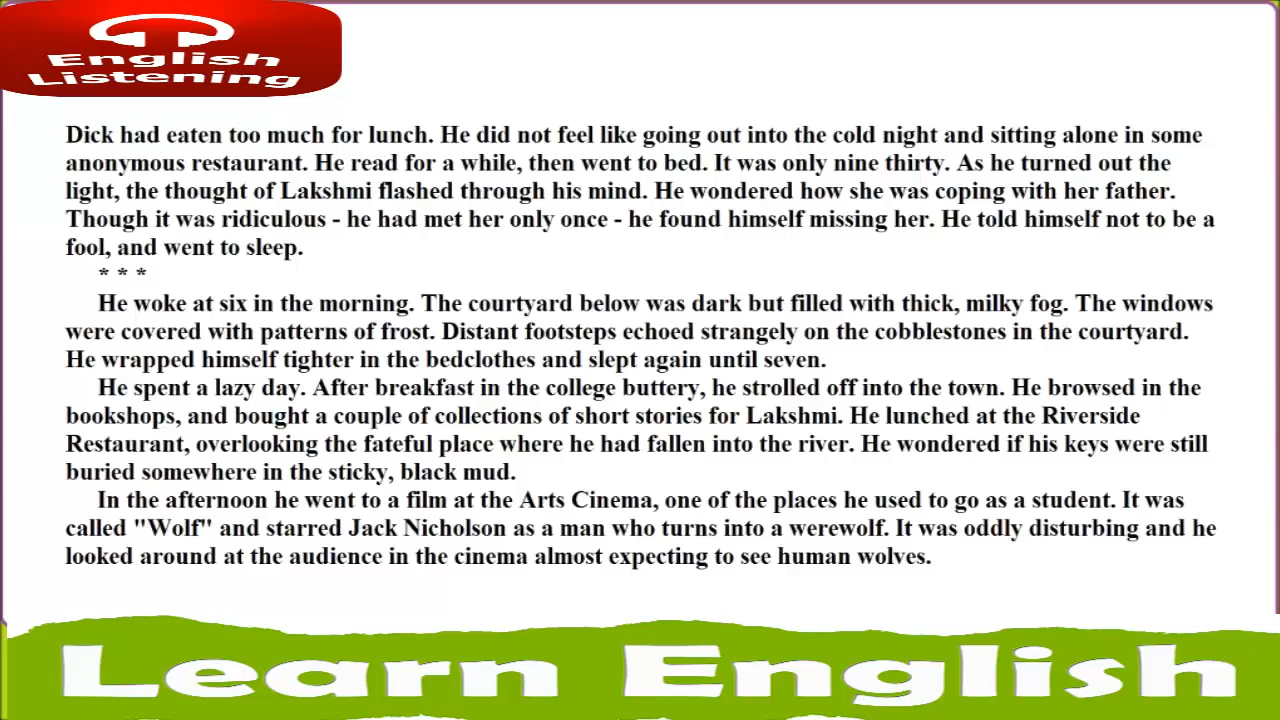 English
Listening
Dick had eaten too much for lunch. He did not feel like going out into the cold night and sitting alone in some
anonymous restaurant. He read for a while, then went to bed. It was only nine thirty. As he turned out the
light, the thought of Lakshmi flashed through his mind. He wondered how she was coping with her father.
Though it was ridiculous - he had met her only once - he found himself missing her. He told himself not to be a
fool, and went to sleep.
* * *
He woke at six in the morning. The courtyard below was dark but filled with thick, milky fog. The windows
were covered with patterns of frost. Distant footsteps echoed strangely on the cobblestones in the courtyard.
He wrapped himself tighter in the bedclothes and slept again until seven.
He spent a lazy day. After breakfast in the college buttery, he strolled off into the town. He browsed in the
bookshops, and bought a couple of collections of short stories for Lakshmi. He lunched at the Riverside
Restaurant, overlooking the fateful place where he had fallen into the river. He wondered if his keys were still
buried somewhere in the sticky, black mud.
In the afternoon he went to a film at the Arts Cinema, one of the places he used to go as a student. It was
called "Wolf" and starred Jack Nicholson as a man who turns into a werewolf. It was oddly disturbing and he
looked around at the audience in the cinema almost expecting to see human wolves.
Learn English